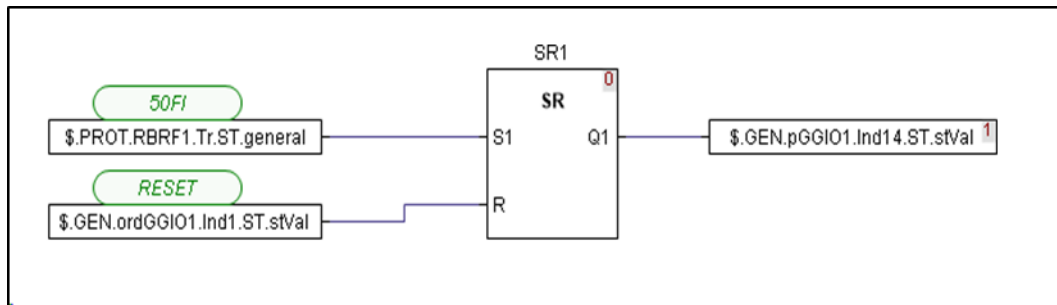 SR1
0
50FI
SR
$.PROT.RBRF1.Tr.ST.general
S1
Q1
$.GEN.pGGIO1.Ind14.ST.stVal
1
RESET
$.GEN.ordGGIO1.Ind1.ST.stVal
R